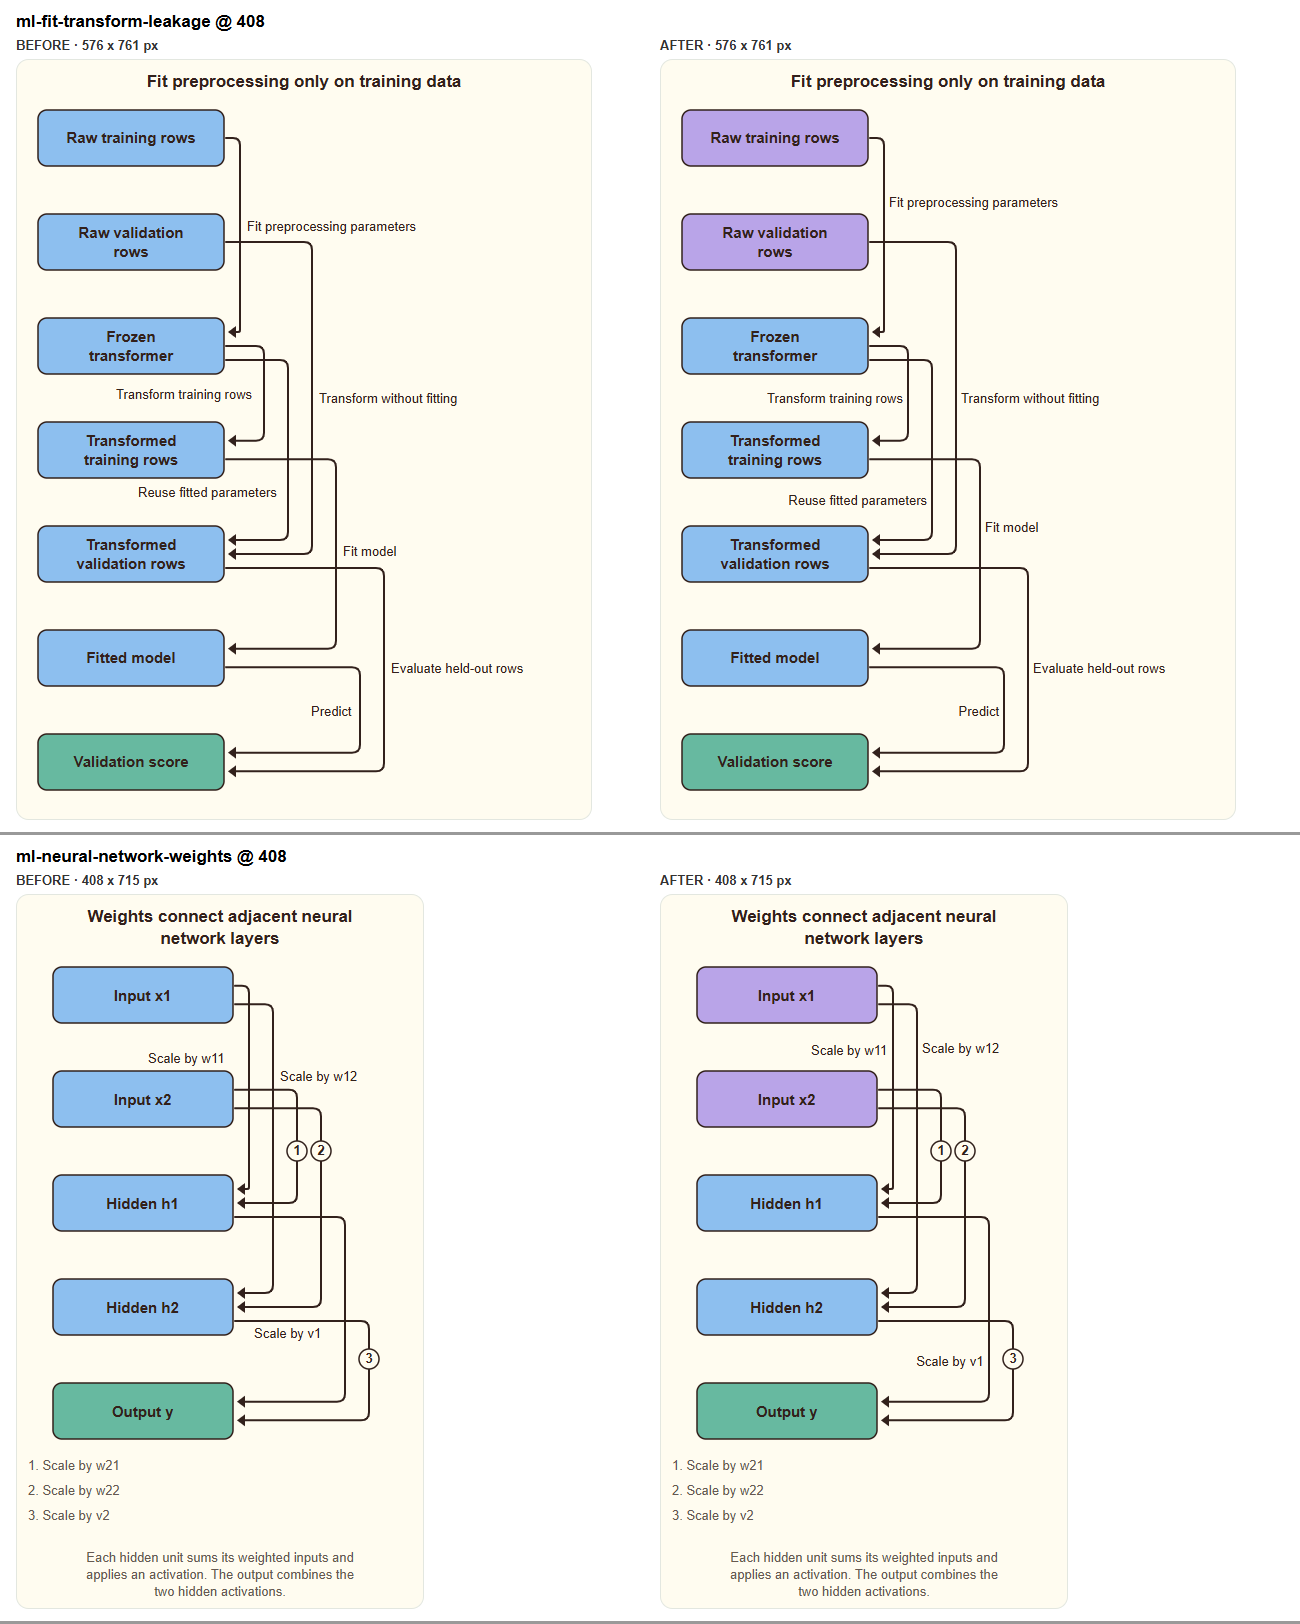 ml-fit-transform-leakage @ 408
BEFORE · 576 x 761 px
Fit preprocessing only on training data
Raw training rows
Fit preprocessing parameters
Raw validation
rows
Frozen
transformer
Transform training rows
Transform without fitting
Transformed
training rows
Reuse fitted parameters
Transformed
validation rows
Fit model
Fitted model
Evaluate held-out rows
Predict
Validation score
AFTER · 576 x 761 px
Fit preprocessing only on training data
Raw training rows
Fit preprocessing parameters
Raw validation
rows
Frozen
transformer
Transform training rows
Transform without fitting
Transformed
training rows
Reuse fitted parameters
Fit model
Transformed
validation rows
Fitted model
Evaluate held-out rows
Predict
Validation score
ml-neural-network-weights @ 408
BEFORE · 408 x 715 px
Weights connect adjacent neural
network layers
Input x1
Scale by w11
Scale by w12
Input x2
1
2
Hidden h1
Hidden h2
Scale by v1
3
Output y
1. Scale by w21
2. Scale by w22
3. Scale by v2
Each hidden unit sums its weighted inputs and
applies an activation. The output combines the
two hidden activations.
AFTER · 408 x 715 px
Weights connect adjacent neural
network layers
Input x1
Scale by w11
Scale by w12
Input x2
1
2
Hidden h1
Hidden h2
Scale by v1
3
Output y
1. Scale by w21
2. Scale by w22
3. Scale by v2
Each hidden unit sums its weighted inputs and
applies an activation. The output combines the
two hidden activations.